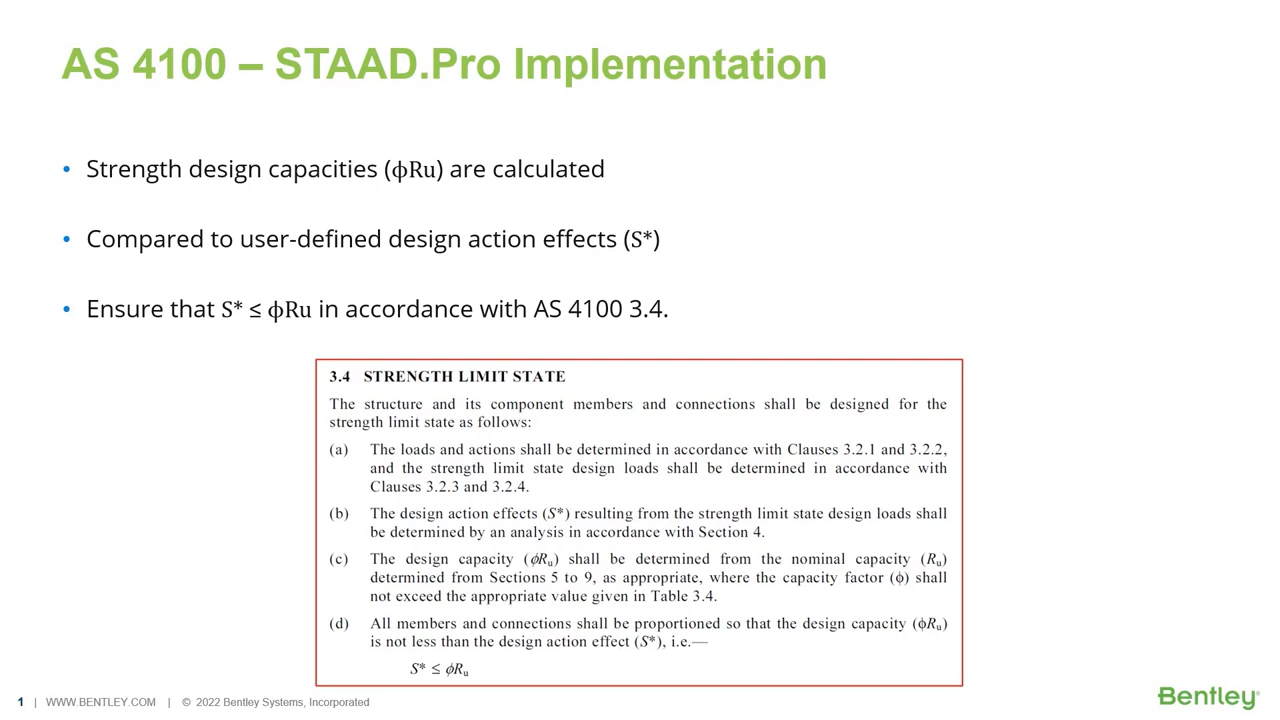 AS 4100 – STAAD.Pro Implementation
• Strength design capacities (ϕRu) are calculated
• Compared to user-defined design action effects (S*)
• Ensure that S* ≤ ϕRu in accordance with AS 4100 3.4.
3.4 STRENGTH LIMIT STATE
The structure and its component members and connections shall be designed for the
strength limit state as follows:
(a) The loads and actions shall be determined in accordance with Clauses 3.2.1 and 3.2.2,
and the strength limit state design loads shall be determined in accordance with
Clauses 3.2.3 and 3.2.4.
(b) The design action effects (S*) resulting from the strength limit state design loads shall
be determined by an analysis in accordance with Section 4.
(c) The design capacity (ϕRu) shall be determined from the nominal capacity (Ru)
determined from Sections 5 to 9, as appropriate, where the capacity factor (ϕ) shall
not exceed the appropriate value given in Table 3.4.
(d) All members and connections shall be proportioned so that the design capacity (ϕRu)
is not less than the design action effect (S*), i.e.—
S* ≤ ϕRu
1 | WWW.BENTLEY.COM | © 2022 Bentley Systems, Incorporated
Bentley®